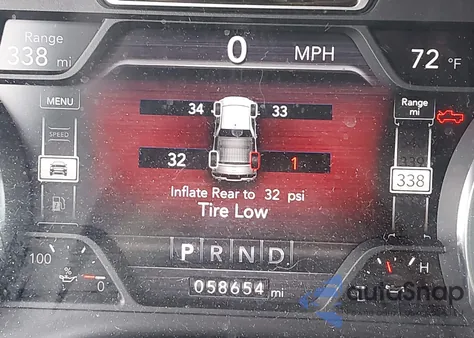 Range
338 mi
0 MPH
72 °F
MENU
SPEED
34 33
32 1
Inflate Rear to 32 psi
Tire Low
Range
mi
338
P R N D
058654 mi
100
0
H
autoSnap